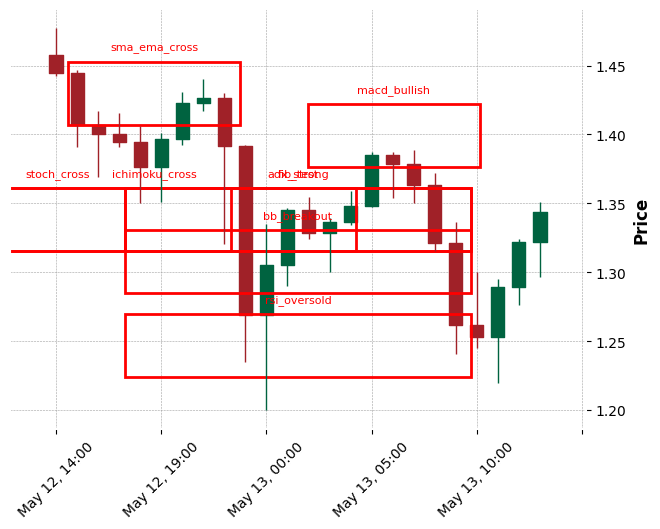 sma_ema_cross
macd_bullish
stoch_cross
ichimoku_cross
bb_breakout
rsi_oversold
1.45
1.40
1.35
1.30
1.25
1.20
Price
May 12, 14:00
May 12, 19:00
May 13, 00:00
May 13, 05:00
May 13, 10:00